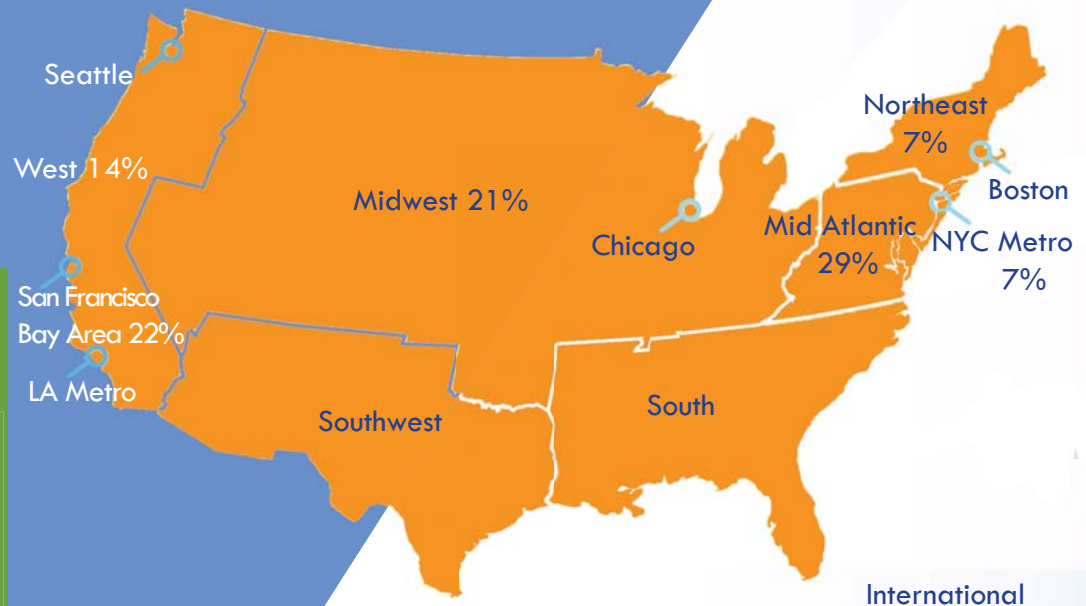 Seattle
West 14%
San Francisco
Bay Area 22%
LA Metro
Midwest 21%
Southwest
Chicago
South
Mid Atlantic
29%
Northeast
7%
Boston
NYC Metro
7%
International